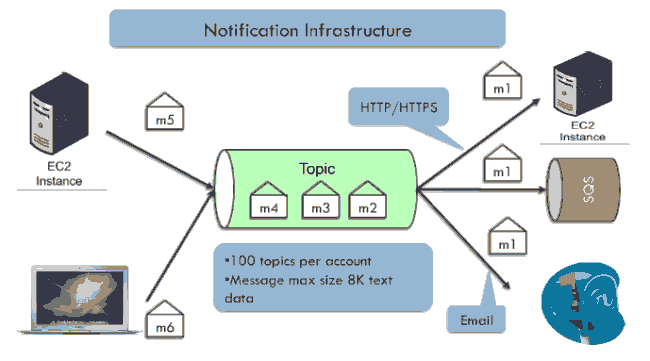 Notification Infrastructure
EC2
Instance
m5
HTTP/HTTPS
m1
EC2
Instance
Topic
m4
m3
m2
m1
SQS
m1
•100 topics per account
•Message max size 8K text
data
m6
Email